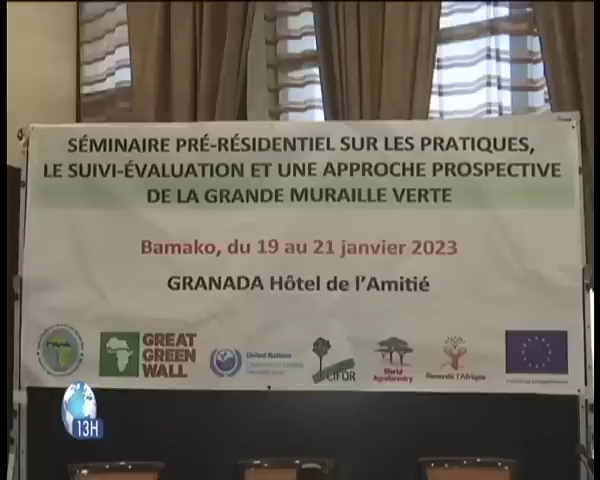 SÉMINAIRE PRÉ-RÉSIDENTIEL SUR LES PRATIQUES,
LE SUIVI-ÉVALUATION ET UNE APPROCHE PROSPECTIVE
DE LA GRANDE MURAILLE VERTE
Bamako, du 19 au 21 janvier 2023
GRANADA Hôtel de l'Amitié
GREAT
GREEN
WALL
United Nations
CIFOR
World
Agroforestry
l'Afrique
13H